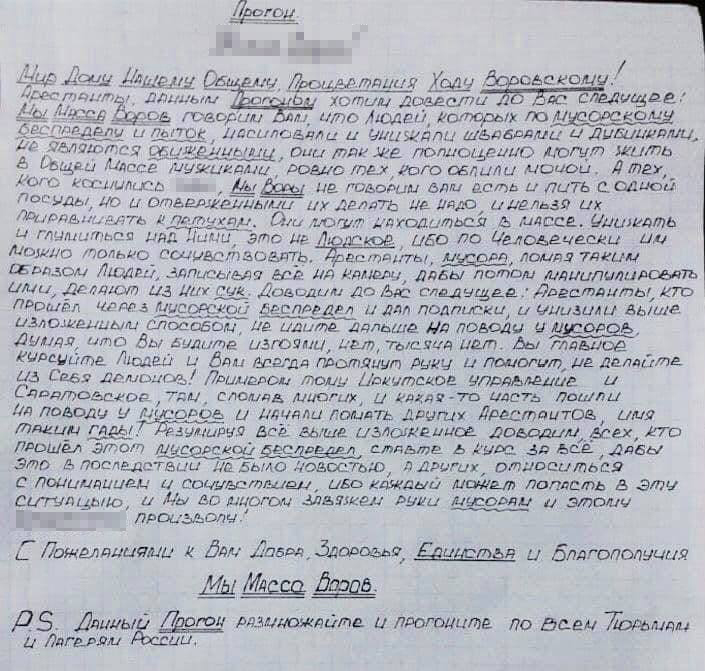 Прогон.
Мир Дому Нашему Общему, Процветания Ходу Воровскому!
Арестанты, данным Прогоном хотим довести до Вас следущее:
Мы Масса Воров говорим Вам, что Людей, которых по мусорскому
беспределу и пыток, насиловали и унижали швабрами и дубинками,
не являются обиженными, они так же полноценно могут жить
в Общей Массе мужиками, ровно тех, кого облили мочой. А тех,
кого коснулись, Мы Воры не говорим вам есть и пить с одной
посуды, но и отверженными их делать не надо, и нельзя их
приравнивать к петухам. Они могут находиться в массе. Унижать
и глумиться над ними, это не Людское, ибо по Человечески им
можно только сочувствовать. Арестанты, мусора, ломая таким
образом Людей, записывая всё на камеру, дабы потом манипулировать
ими, делают из них сук. Доводим до Вас следущее: Арестанты, кто
прошёл через мусорской беспредел и дал подписки, и унизили выше
изложенным способом, не идите дальше на поводу у мусоров,
думая, что Вы будите изгоями, нет, тысяча нет. Вы главное
курсуйте Людей и Вам всегда протянут руку и помогут, не делайте
из Себя демонов! Примером тому Иркутское управление и
Саратовское, там, сломав многих, и какая-то часть пошли
на поводу у мусоров и начали ломать других Арестантов, имя
таким гады! Резумируя всё выше изложенное доводим, всех, кто
прошёл этот мусорской беспредел, ставте в курс за всё, дабы
это в последствии не было новостью, а других, относиться
с пониманием и сочувствием, ибо каждый может попасть в эту
ситуацыю, и Мы во многом завяжем руки мусорам и этому
произволу!
С Пожеланиями к Вам Добра, Здоровья, Единства и Благополучия
Мы Масса Воров.
P.S. Данный Прогон размножайте и прогоните по всем Тюрьмам
и Лагерям России.